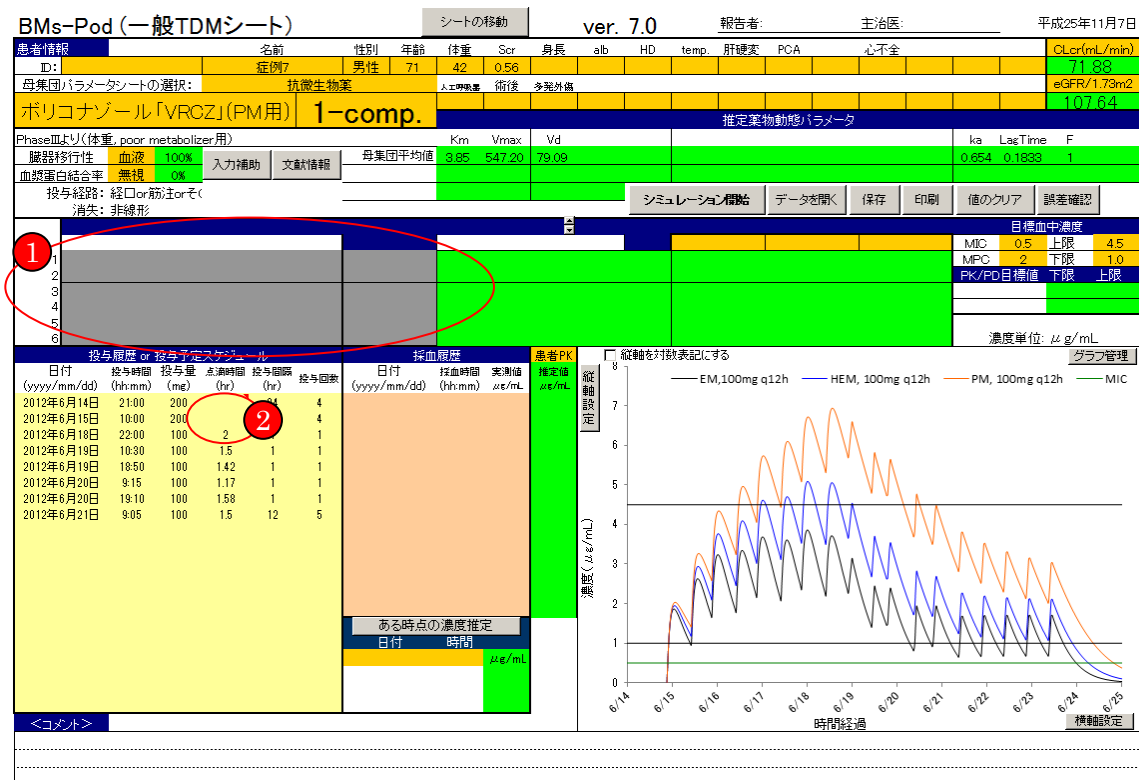 BMs-Pod (一般TDMシート) シートの移動 ver. 7.0 報告者: 主治医: 平成25年11月7日
患者情報 名前 性別 年齢 体重 Scr 身長 alb HD temp. 肝硬変 PCA 心不全 CLcr(mL/min)
ID: 症例7 男性 71 42 0.56 71.88
母集団パラメータシートの選択: 抗微生物薬 人工呼吸器 術後 多発外傷 eGFR/1.73m2
ボリコナゾール「VRCZ」(PM用) 1-comp. 107.64
推定薬物動態パラメータ
PhaseⅢより(体重, poor metabolizer用) Km Vmax Vd ka LagTime F
臓器移行性 血液 100% 入力補助 文献情報 母集団平均値 3.85 547.20 79.09 0.654 0.1833 1
血漿蛋白結合率 無視 0%
投与経路: 経口or筋注orその シミュレーション開始 データを開く 保存 印刷 値のクリア 誤差確認
消失: 非線形
目標血中濃度
MIC 0.5 上限 4.5
1
1 MPC 2 下限 1.0
2 PK/PD目標値 下限 上限
3
4
5
6 濃度単位: μg/mL
投与履歴 or 投与予定スケジュール 採血履歴 患者PK 縦軸を対数表記にする グラフ管理
日付 投与時間 投与量 点滴時間 投与間隔 投与回数 日付 採血時間 実測値 推定値
(yyyy/mm/dd) (hh:mm) (mg) (hr) (hr) (yyyy/mm/dd) (hh:mm) μg/mL μg/mL
2012年6月14日 21:00 200 24 4
2012年6月15日 10:00 200 4
2
2012年6月18日 22:00 100 2 1
2012年6月19日 10:30 100 1.5 1 1
2012年6月19日 18:50 100 1.42 1 1
2012年6月20日 9:15 100 1.17 1 1
2012年6月20日 19:10 100 1.58 1 1
2012年6月21日 9:05 100 1.5 12 5
ある時点の濃度推定
日付 時間
μg/mL
縦軸設定
EM,100mg q12h HEM, 100mg q12h PM, 100mg q12h MIC
濃度(μg/mL)
8
7
6
5
4
3
2
1
0
6/14 6/15 6/16 6/17 6/18 6/19 6/20 6/21 6/22 6/23 6/24 6/25
時間経過 横軸設定
<コメント>